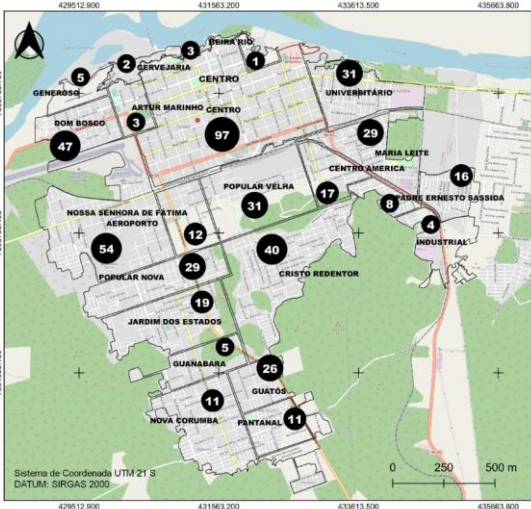 429512.900 431563.200 433613.500 435663.800
3
BEIRA RIO
2
CERVEJARIA
1
5
GENEROSO
CENTRO
31
UNIVERSITÁRIO
ARTUR MARINHO
3
CENTRO
DOM BOSCO
47
97
29
MARIA LEITE
CENTRO AMERICA
16
POPULAR VELHA
17
PADRE ERNESTO SASSIDA
8
31
NOSSA SENHORA DE FATIMA
AEROPORTO
4
INDUSTRIAL
12
54
40
29
POPULAR NOVA
CRISTO REDENTOR
19
JARDIM DOS ESTADOS
5
GUANABARA
26
GUATÓS
11
NOVA CORUMBA
PANTANAL
11
Sistema de Coordenada UTM 21 S
DATUM: SIRGAS 2000
0 250 500 m
429512.900 431563.200 433613.500 435663.800